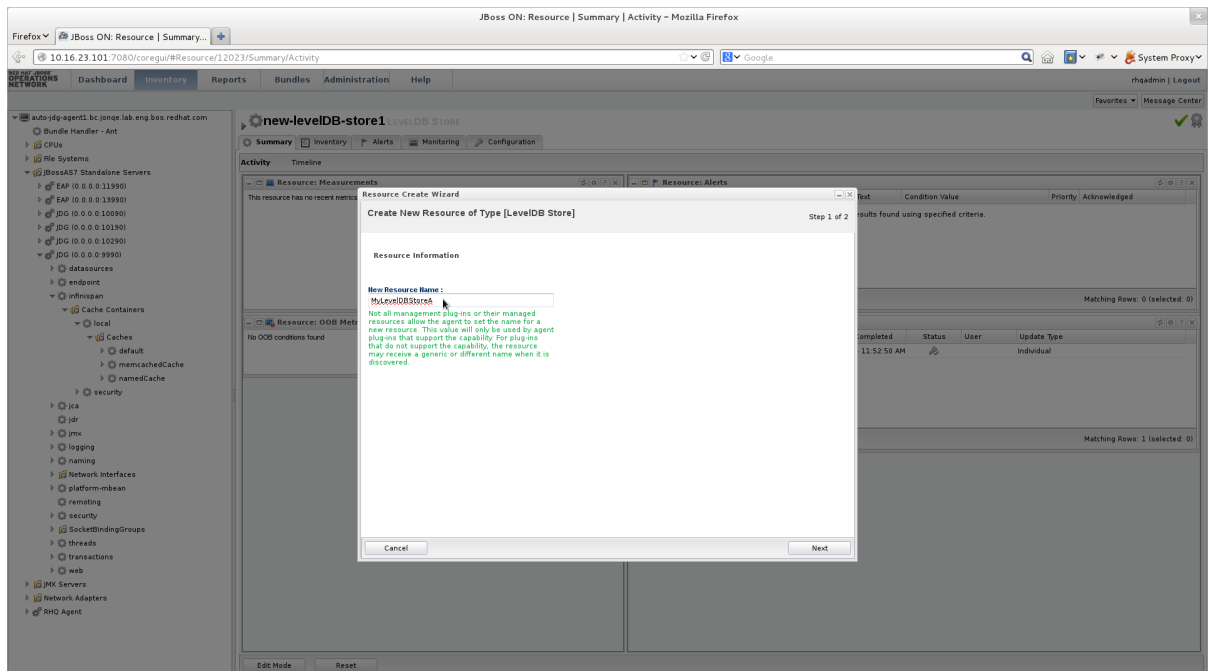 JBoss ON: Resource | Summary | Activity – Mozilla Firefox
Firefox
JBoss ON: Resource | Summary...
10.16.23.101:7080/coregui/#Resource/12023/Summary/Activity
Google
System Proxy
RED HAT JBOSS
OPERATIONS
NETWORK
Dashboard Inventory Reports Bundles Administration Help
rhqadmin | Logout
Favorites Message Center
auto-jdg-agent1.bc.jonqe.lab.eng.bos.redhat.com
Bundle Handler - Ant
CPUs
File Systems
JBossAS7 Standalone Servers
EAP (0.0.0.0:11990)
EAP (0.0.0.0:13990)
JDG (0.0.0.0:10090)
JDG (0.0.0.0:10190)
JDG (0.0.0.0:10290)
JDG (0.0.0.0:9990)
datasources
endpoint
infinispan
Cache Containers
local
Caches
default
memcachedCache
namedCache
security
jca
jdr
jmx
logging
naming
Network Interfaces
platform-mbean
remoting
security
SocketBindingGroups
threads
transactions
web
JMX Servers
Network Adapters
RHQ Agent
new-levelDB-store1 LEVELDB STORE
Summary Inventory Alerts Monitoring Configuration
Activity Timeline
Resource: Measurements
This resource has no recent metrics
Resource: Alerts
Text Condition Value Priority Acknowledged
results found using specified criteria.
Matching Rows: 0 (selected: 0)
Resource: OOB Metr
No OOB conditions found
Completed Status User Update Type
11:52:50 AM Individual
Matching Rows: 1 (selected: 0)
Resource Create Wizard
Create New Resource of Type [LevelDB Store]
Step 1 of 2
Resource Information
New Resource Name :
MyLevelDBStoreA
Not all management plug-ins or their managed
resources allow the agent to set the name for a
new resource. This value will only be used by agent
plug-ins that support the capability. For plug-ins
that do not support the capability, the resource
may receive a generic or different name when it is
discovered.
Cancel
Next
Edit Mode Reset